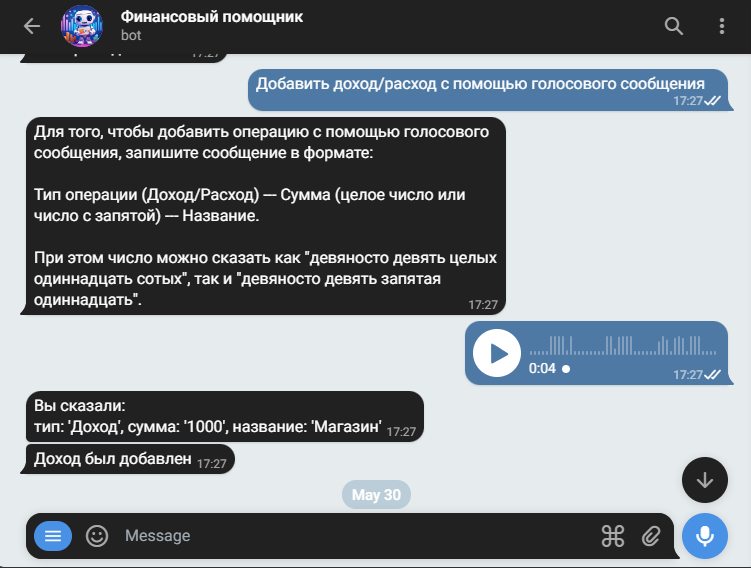 Финансовый помощник
bot
17:27
Добавить доход/расход с помощью голосового сообщения
17:27
Для того, чтобы добавить операцию с помощью голосового
сообщения, запишите сообщение в формате:
Тип операции (Доход/Расход) --- Сумма (целое число или
число с запятой) --- Название.
При этом число можно сказать как "девяносто девять целых
одиннадцать сотых", так и "девяносто девять запятая
одиннадцать".
17:27
0:04
17:27
Вы сказали:
тип: 'Доход', сумма: '1000', название: 'Магазин' 17:27
Доход был добавлен 17:27
May 30
Message